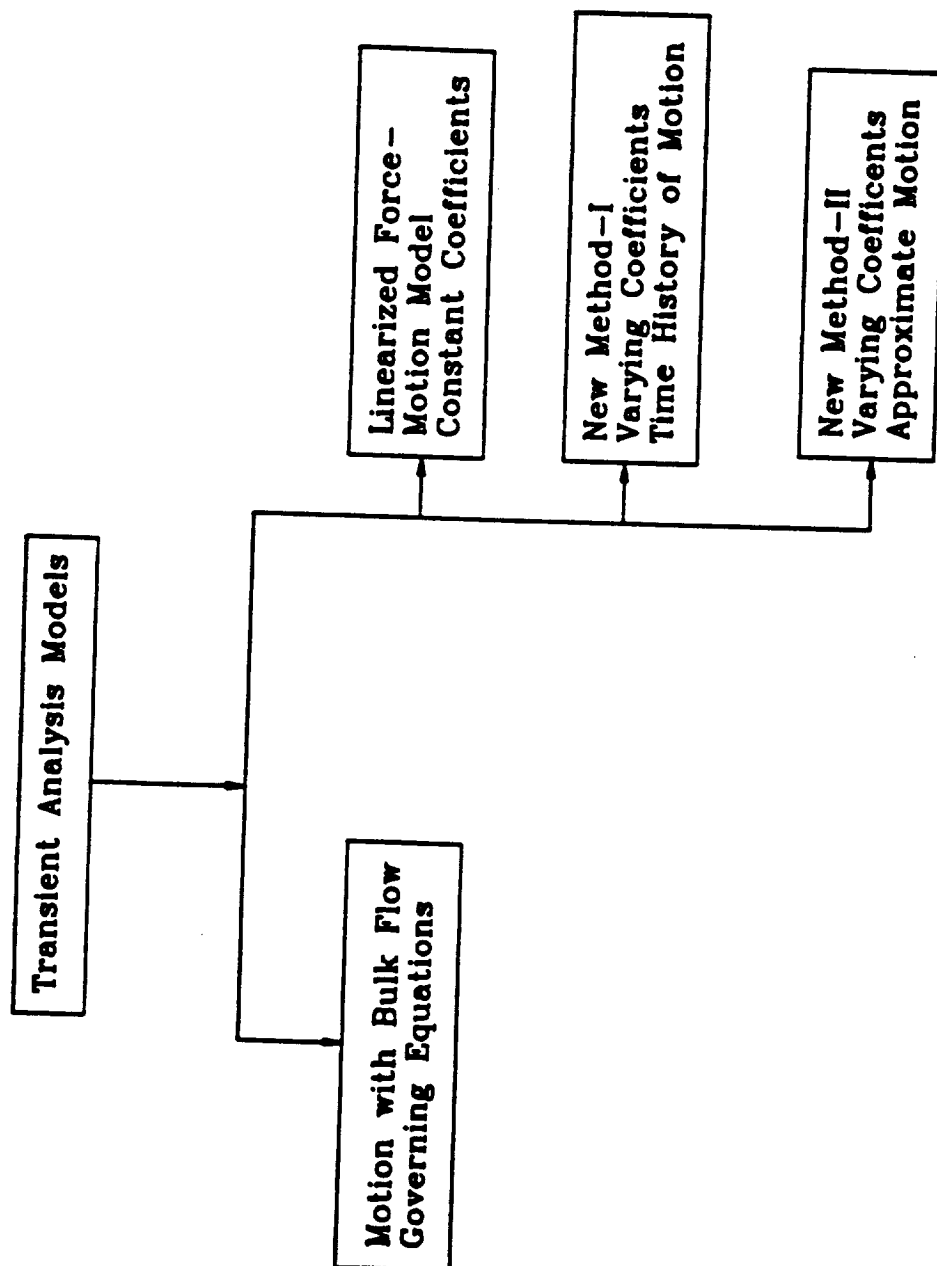 Transient Analysis Models
Motion with Bulk Flow
Governing Equations
Linearized Force-
Motion Model
Constant Coefficients
New Method-I
Varying Coefficients
Time History of Motion
New Method-II
Varying Coefficents
Approximate Motion